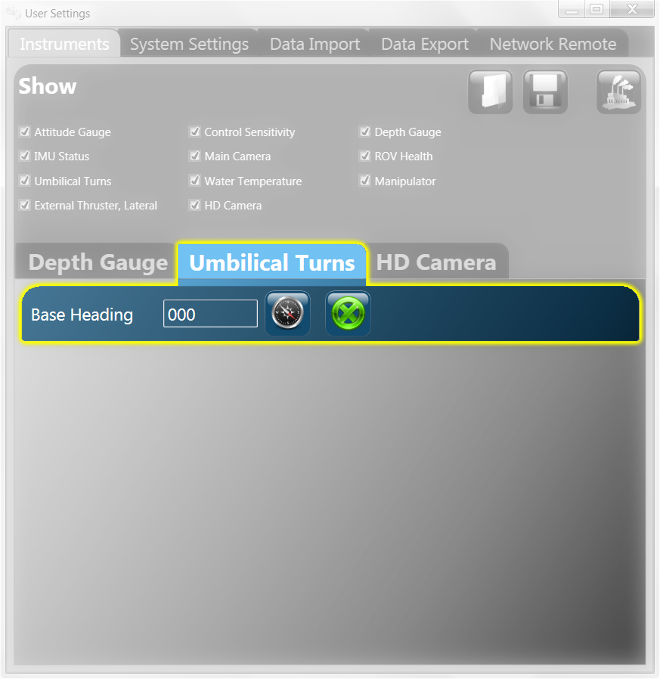 User Settings
Instruments System Settings Data Import Data Export Network Remote
Show
Attitude Gauge Control Sensitivity Depth Gauge
IMU Status Main Camera ROV Health
Umbilical Turns Water Temperature Manipulator
External Thruster, Lateral HD Camera
Depth Gauge Umbilical Turns HD Camera
Base Heading 000